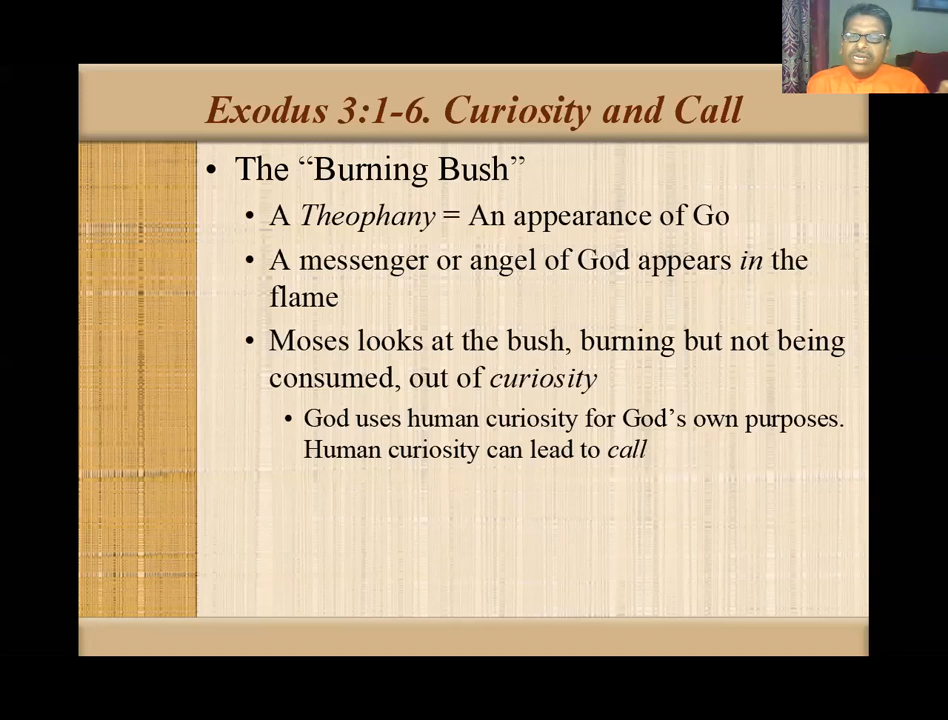 Exodus 3:1-6. Curiosity and Call
• The “Burning Bush”
• A Theophany = An appearance of Go
• A messenger or angel of God appears in the
flame
• Moses looks at the bush, burning but not being
consumed, out of curiosity
• God uses human curiosity for God’s own purposes.
Human curiosity can lead to call